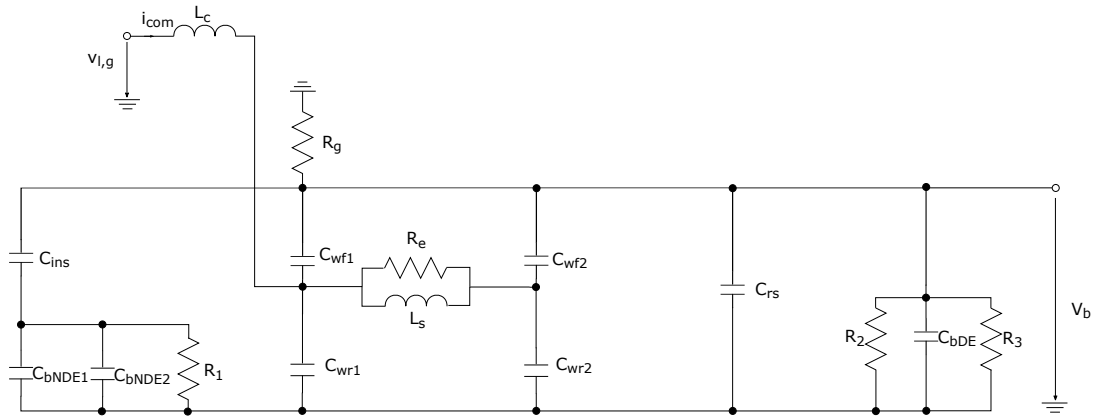 i_com
L_c
v_l,g
R_g
C_ins
C_wf1
R_e
L_s
C_wf2
C_rs
V_b
C_bNDE1
C_bNDE2
R_1
C_wr1
C_wr2
R_2
C_bDE
R_3